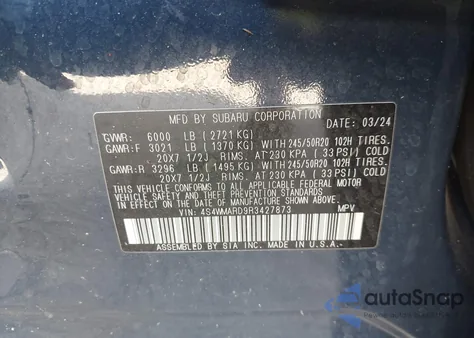 MFD. BY SUBARU CORPORATION DATE: 03/24
GVWR: 6000 LB (2721 KG)
GAWR:F 3021 LB (1370 KG) WITH 245/50R20 102H TIRES.
20X7 1/2J RIMS. AT 230 KPA (33 PSI) COLD
GAWR:R 3296 LB (1495 KG) WITH 245/50R20 102H TIRES.
20X7 1/2J RIMS. AT 230 KPA (33 PSI) COLD
THIS VEHICLE CONFORMS TO ALL APPLICABLE FEDERAL MOTOR
VEHICLE SAFETY AND THEFT PREVENTION STANDARDS IN EFFECT
ON THE DATE OF MANUFACTURE SHOWN ABOVE.
VIN: 4S4WMARD9R3427873 MPV
ASSEMBLED BY SIA INC. MADE IN U.S.A.
autoSnap